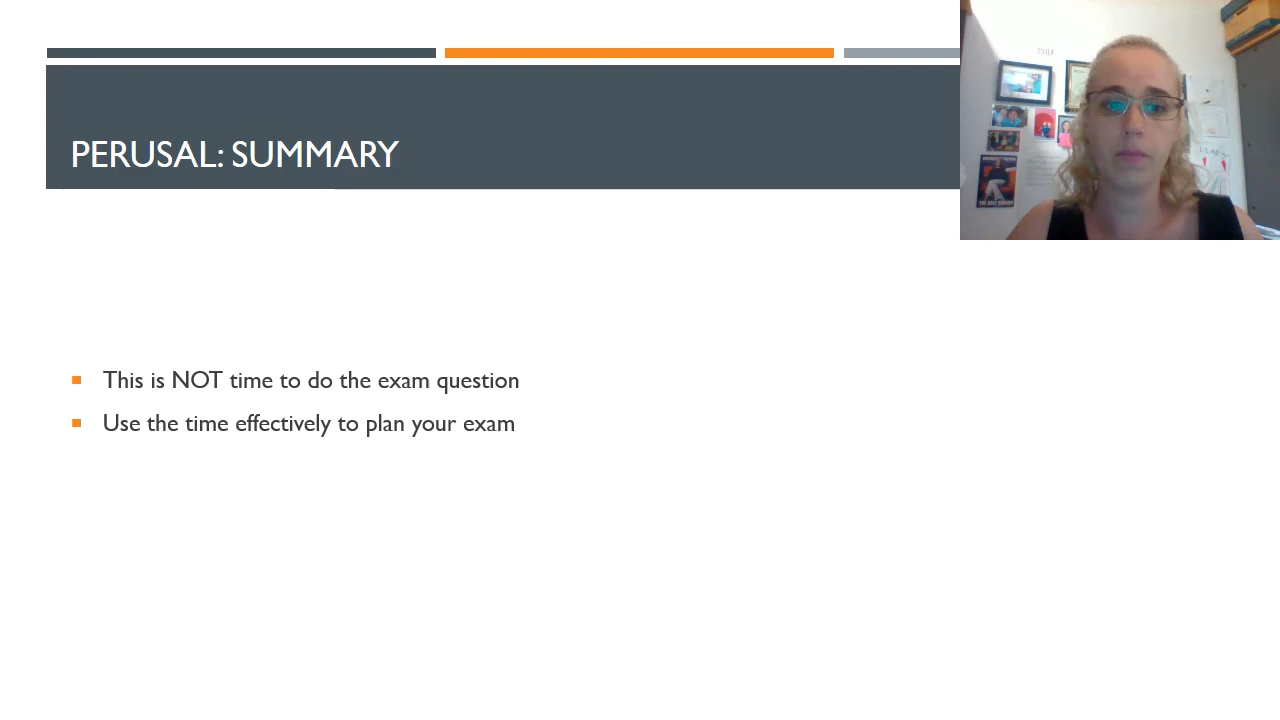 PERUSAL: SUMMARY
This is NOT time to do the exam question
Use the time effectively to plan your exam